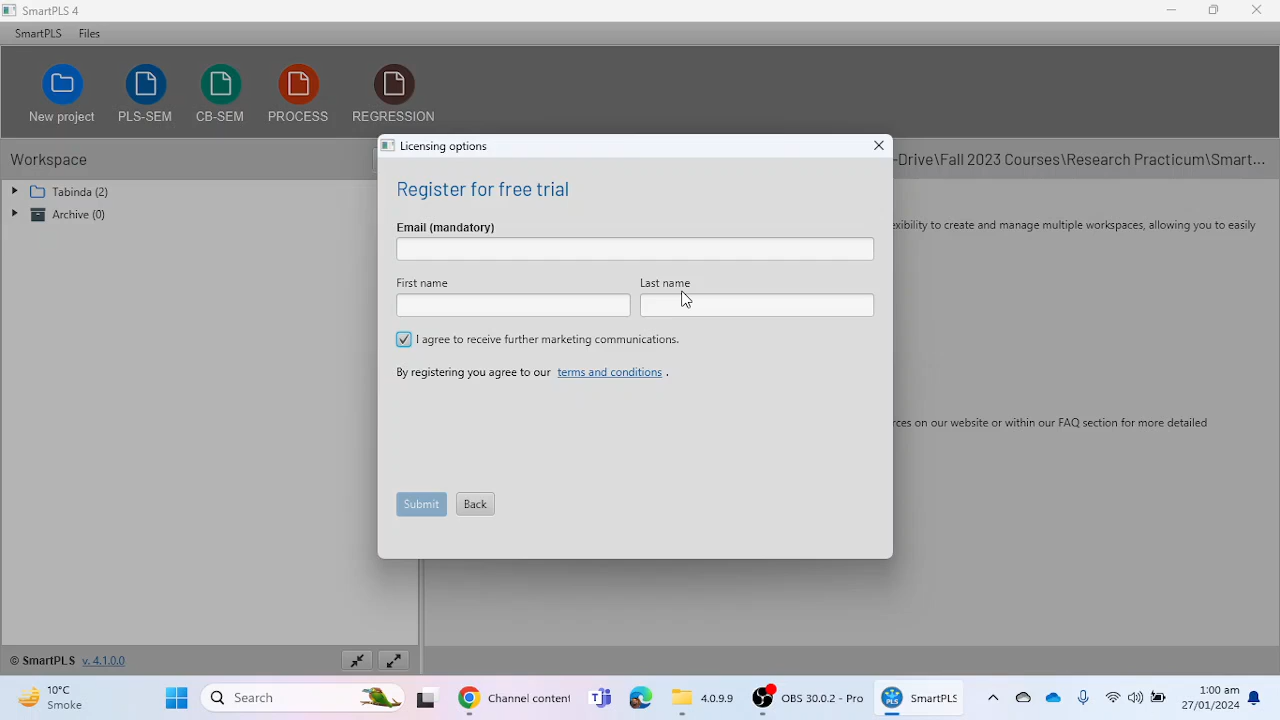 SmartPLS 4
SmartPLS Files
New project PLS-SEM CB-SEM PROCESS REGRESSION
Licensing options
Workspace
-Drive\Fall 2023 Courses\Research Practicum\Smart...
Register for free trial
Tabinda (2)
Archive (0)
Email (mandatory)
xibility to create and manage multiple workspaces, allowing you to easily
First name Last name
I agree to receive further marketing communications.
By registering you agree to our terms and conditions .
ces on our website or within our FAQ section for more detailed
Submit Back
© SmartPLS v. 4.1.0.0
10°C
Smoke
Search
Channel content
4.0.9.9
OBS 30.0.2 - Pro
SmartPLS
1:00 am
27/01/2024